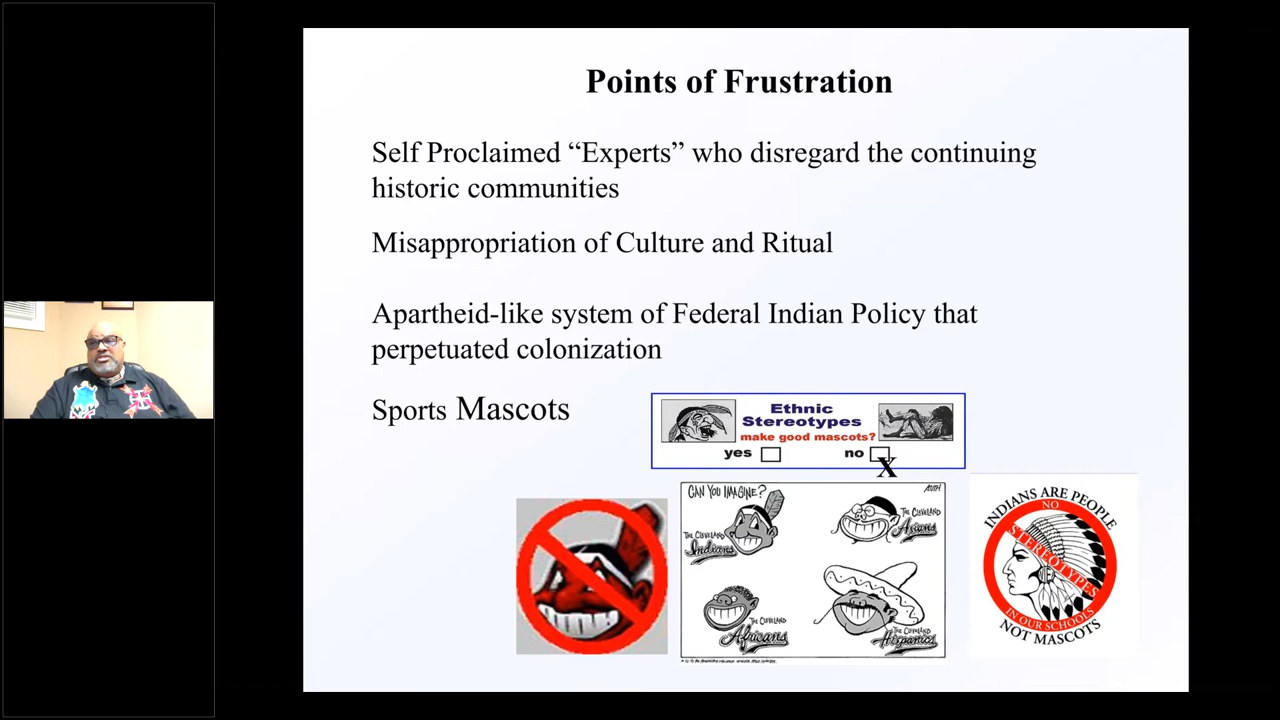 Points of Frustration
Self Proclaimed “Experts” who disregard the continuing
historic communities
Misappropriation of Culture and Ritual
Apartheid-like system of Federal Indian Policy that
perpetuated colonization
Sports Mascots
Ethnic
Stereotypes
make good mascots?
yes
no
X
CAN YOU IMAGINE?
THE CLEVELAND
Indians
THE CLEVELAND
Asians
THE CLEVELAND
Africans
THE CLEVELAND
Hispanics
INDIANS ARE PEOPLE
NO
STEREOTYPES
IN OUR SCHOOLS
NOT MASCOTS